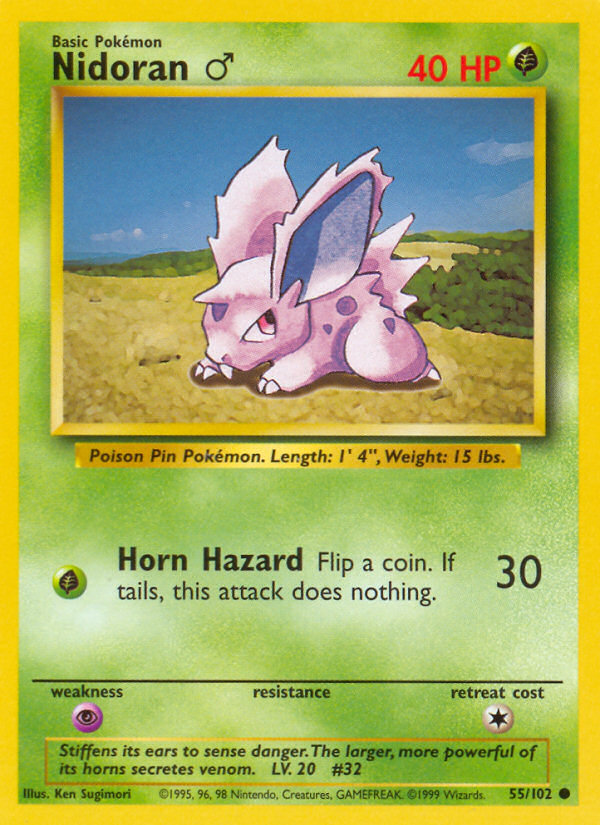 Basic Pokémon
Nidoran ♂ 40 HP
Poison Pin Pokémon. Length: 1' 4", Weight: 15 lbs.
Horn Hazard Flip a coin. If
tails, this attack does nothing.
30
weakness resistance retreat cost
Stiffens its ears to sense danger. The larger, more powerful of
its horns secretes venom. LV. 20 #32
Illus. Ken Sugimori ©1995, 96, 98 Nintendo, Creatures, GAMEFREAK. ©1999 Wizards. 55/102 ●